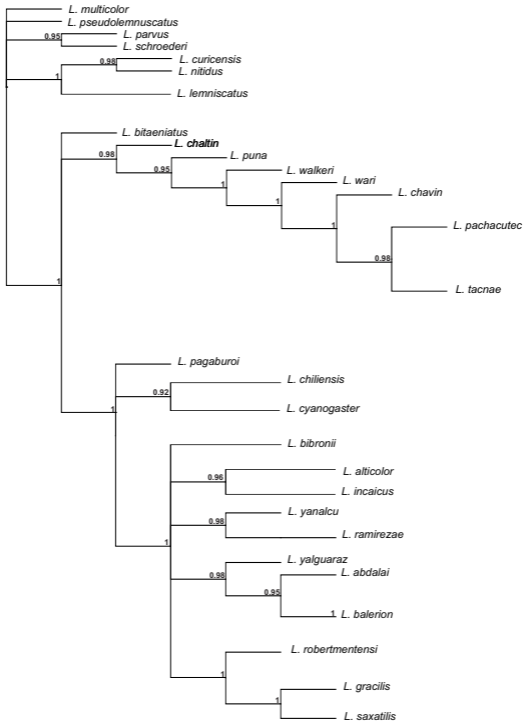 L. multicolor
L. pseudolemnuscatus
0.95 L. parvus
L. schroederi
0.98 L. curicensis
L. nitidus
1
L. lemniscatus
L. bitaeniatus
L. chaltin
0.98
L. puna
0.95
L. walkeri
1
L. wari
1
L. chavin
1
L. pachacutec
0.98
L. tacnae
1
L. pagaburoi
L. chiliensis
0.92
1
L. cyanogaster
L. bibronii
L. alticolor
0.96
L. incaicus
L. yanalcu
0.98
L. ramirezae
1
L. yalguaraz
L. abdalai
0.98
0.95
1 L. balerion
L. robertmentensi
1
L. gracilis
1
L. saxatilis